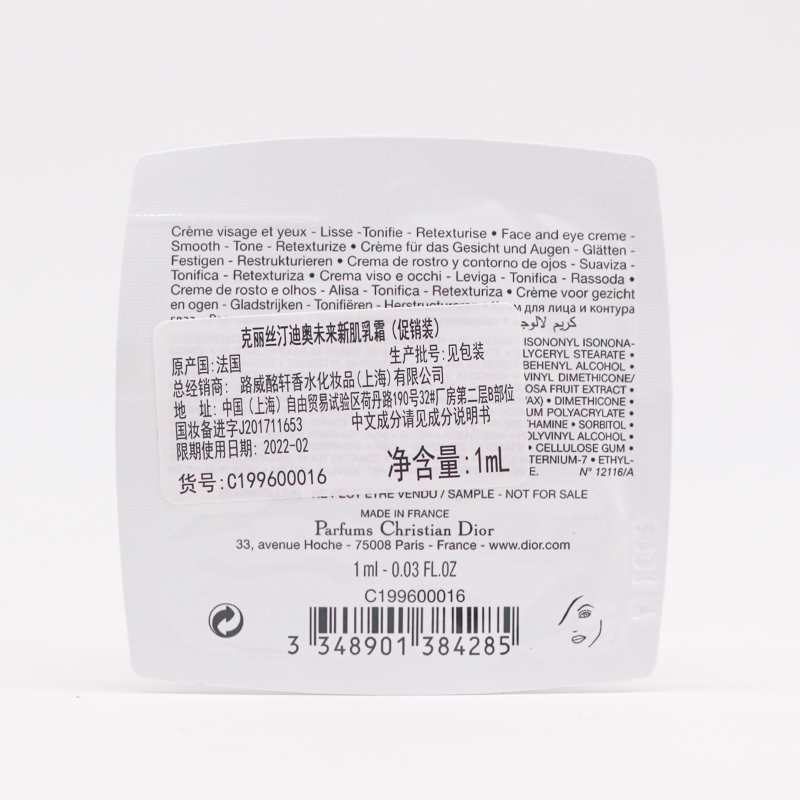 Crème visage et yeux - Lisse -Tonifie - Retexturise • Face and eye creme -
Smooth - Tone - Retexturize • Crème für das Gesicht und Augen - Glätten -
Festigen - Restrukturieren • Crema de rostro y contorno de ojos - Suaviza -
Tonifica - Retexturiza • Crema viso e occhi - Leviga - Tonifica - Rassoda •
Creme de rosto e olhos - Alisa - Tonifica - Retexturiza • Crème voor gezicht
en ogen - Gladstrijken - Tonifiëren - Herstructureren • Крем для лица и контура
كريم لالوجه
ISONONYL ISONONA-
GLYCERYL STEARATE •
BEHENYL ALCOHOL •
VINYL DIMETHICONE/
OSA FRUIT EXTRACT •
AX) • DIMETHICONE •
UM POLYACRYLATE •
THAMINE • SORBITOL •
OLYVINYL ALCOHOL •
CELLULOSE GUM •
TERNIUM-7 • ETHYL-
E. N° 12116/A
克丽丝汀迪奥未来新肌乳霜(促销装)
原产国:法国 生产批号:见包装
总经销商: 路威酩轩香水化妆品(上海)有限公司
地 址:中国(上海)自由贸易试验区荷丹路190号32#厂房第二层B部位
国妆备进字J201711653 中文成分请见成分说明书
限期使用日期: 2022-02
货号:C199600016 净含量:1mL
PEUT ÊTRE VENDU / SAMPLE - NOT FOR SALE
MADE IN FRANCE
Parfums Christian Dior
33, avenue Hoche - 75008 Paris - France - www.dior.com
1 ml - 0.03 FL.OZ
C199600016
3 348901 384285